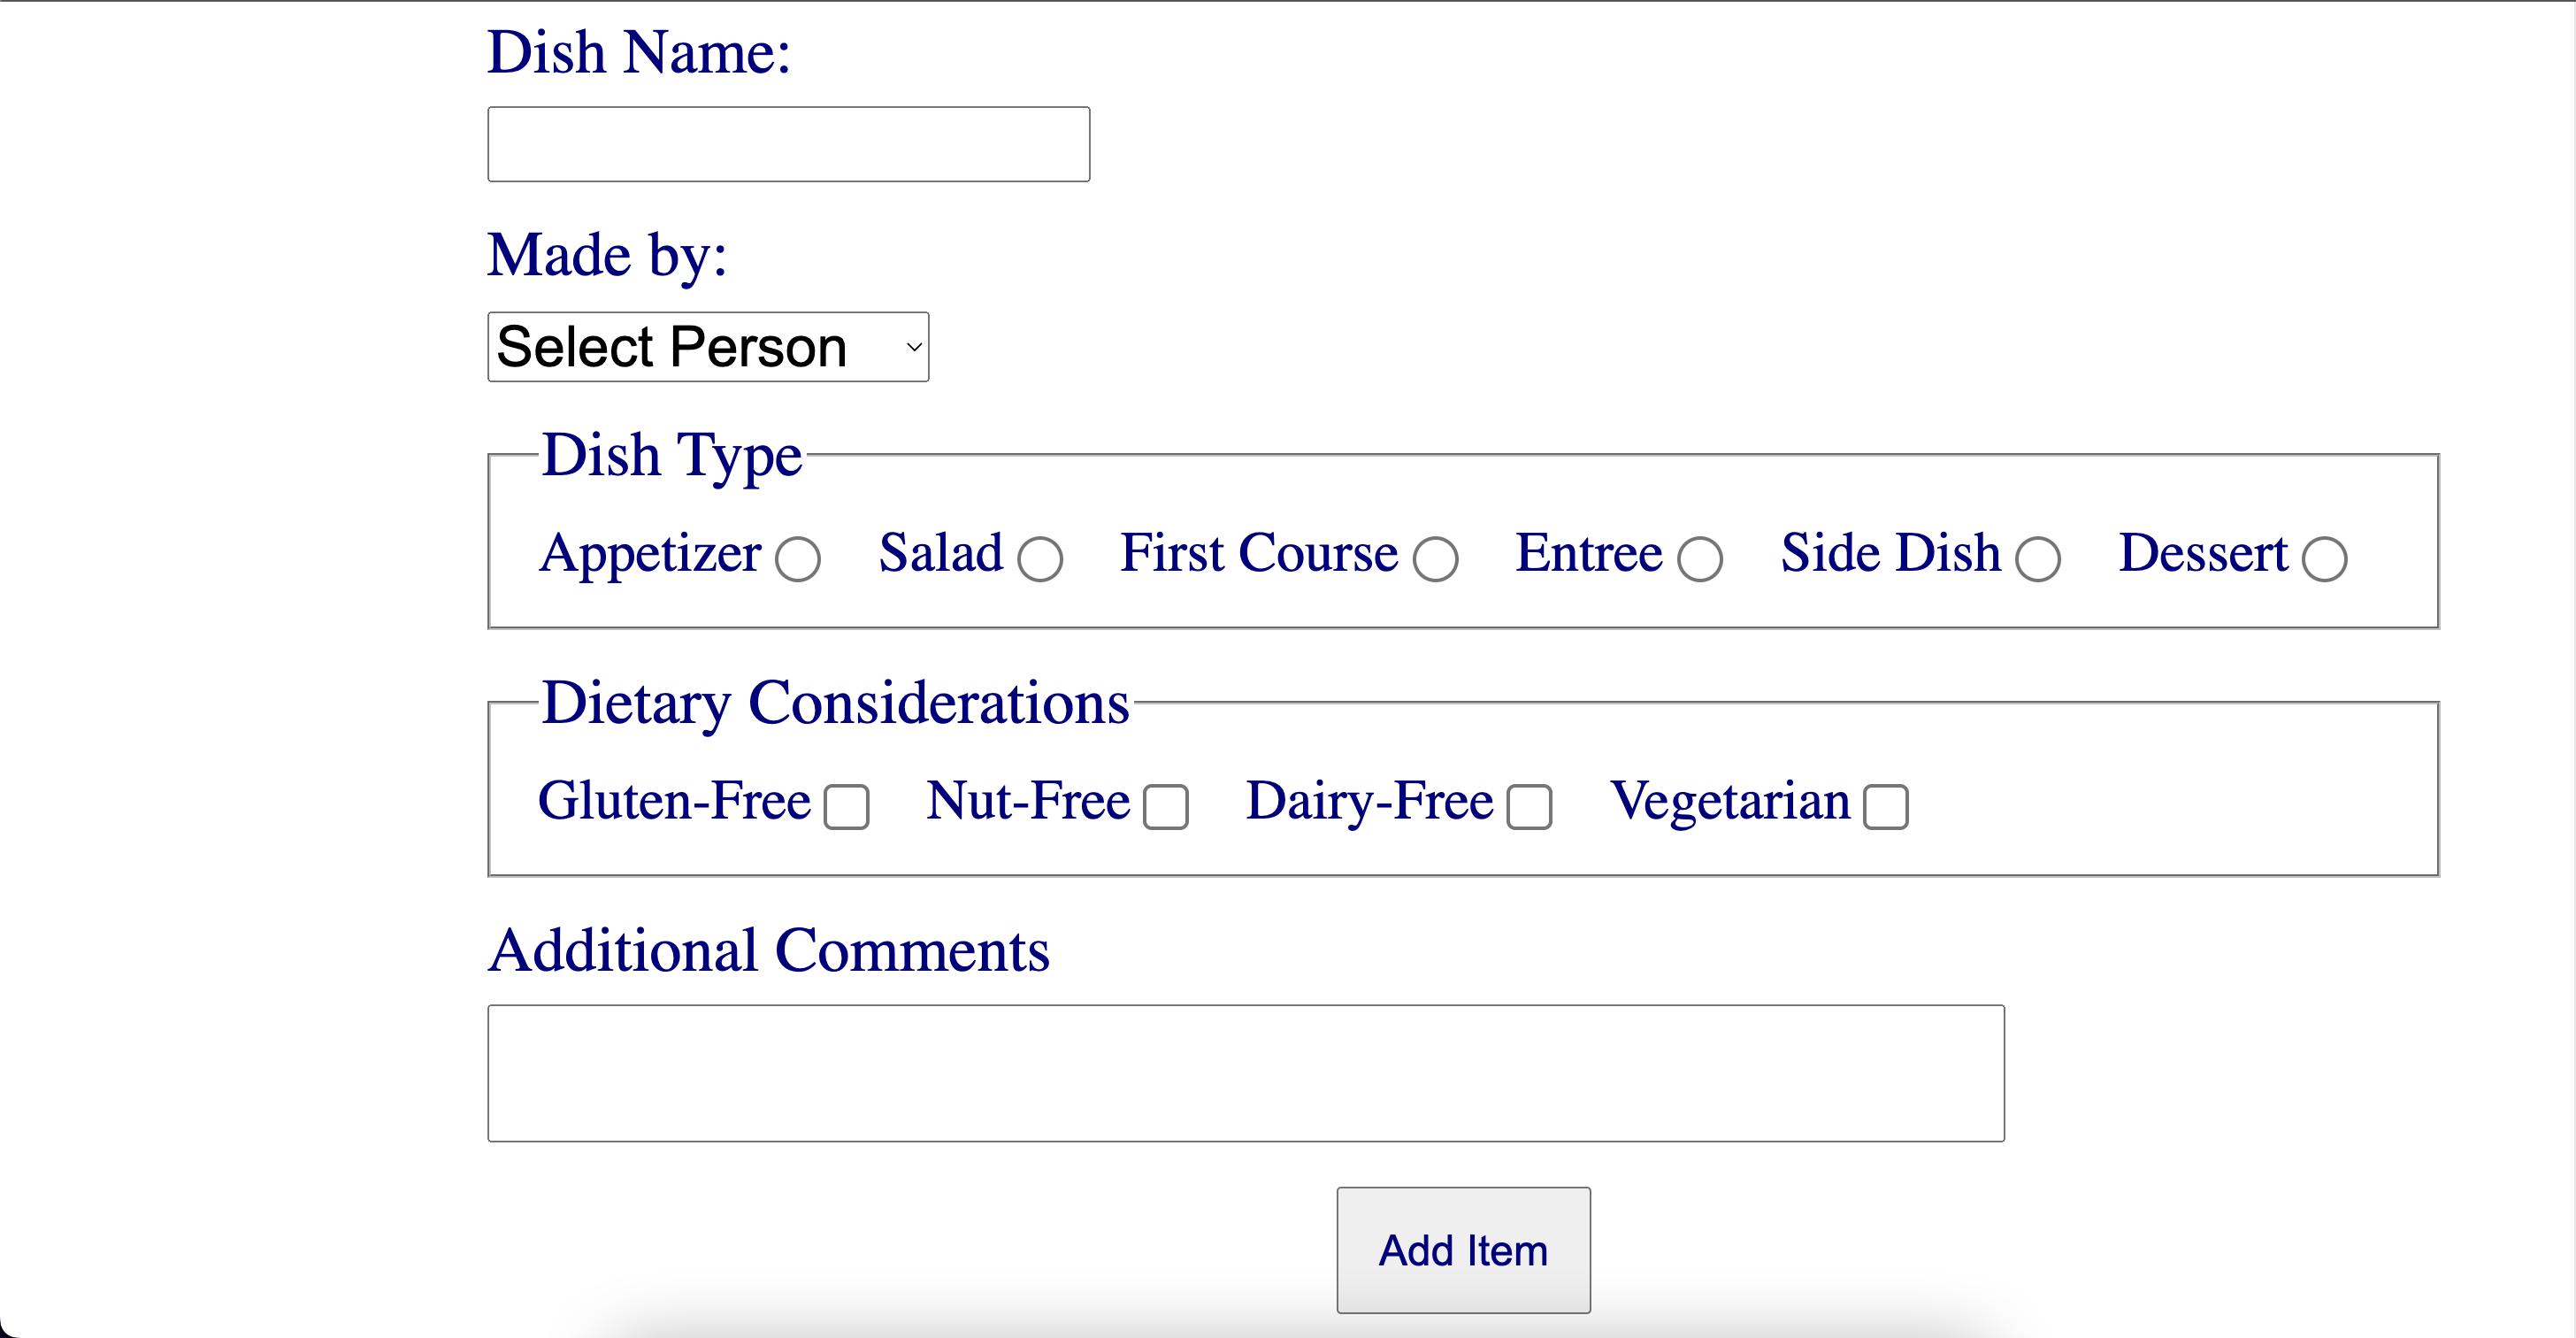 Dish Name:
Made by:
Select Person
Dish Type
Appetizer Salad First Course Entree Side Dish Dessert
Dietary Considerations
Gluten-Free Nut-Free Dairy-Free Vegetarian
Additional Comments
Add Item